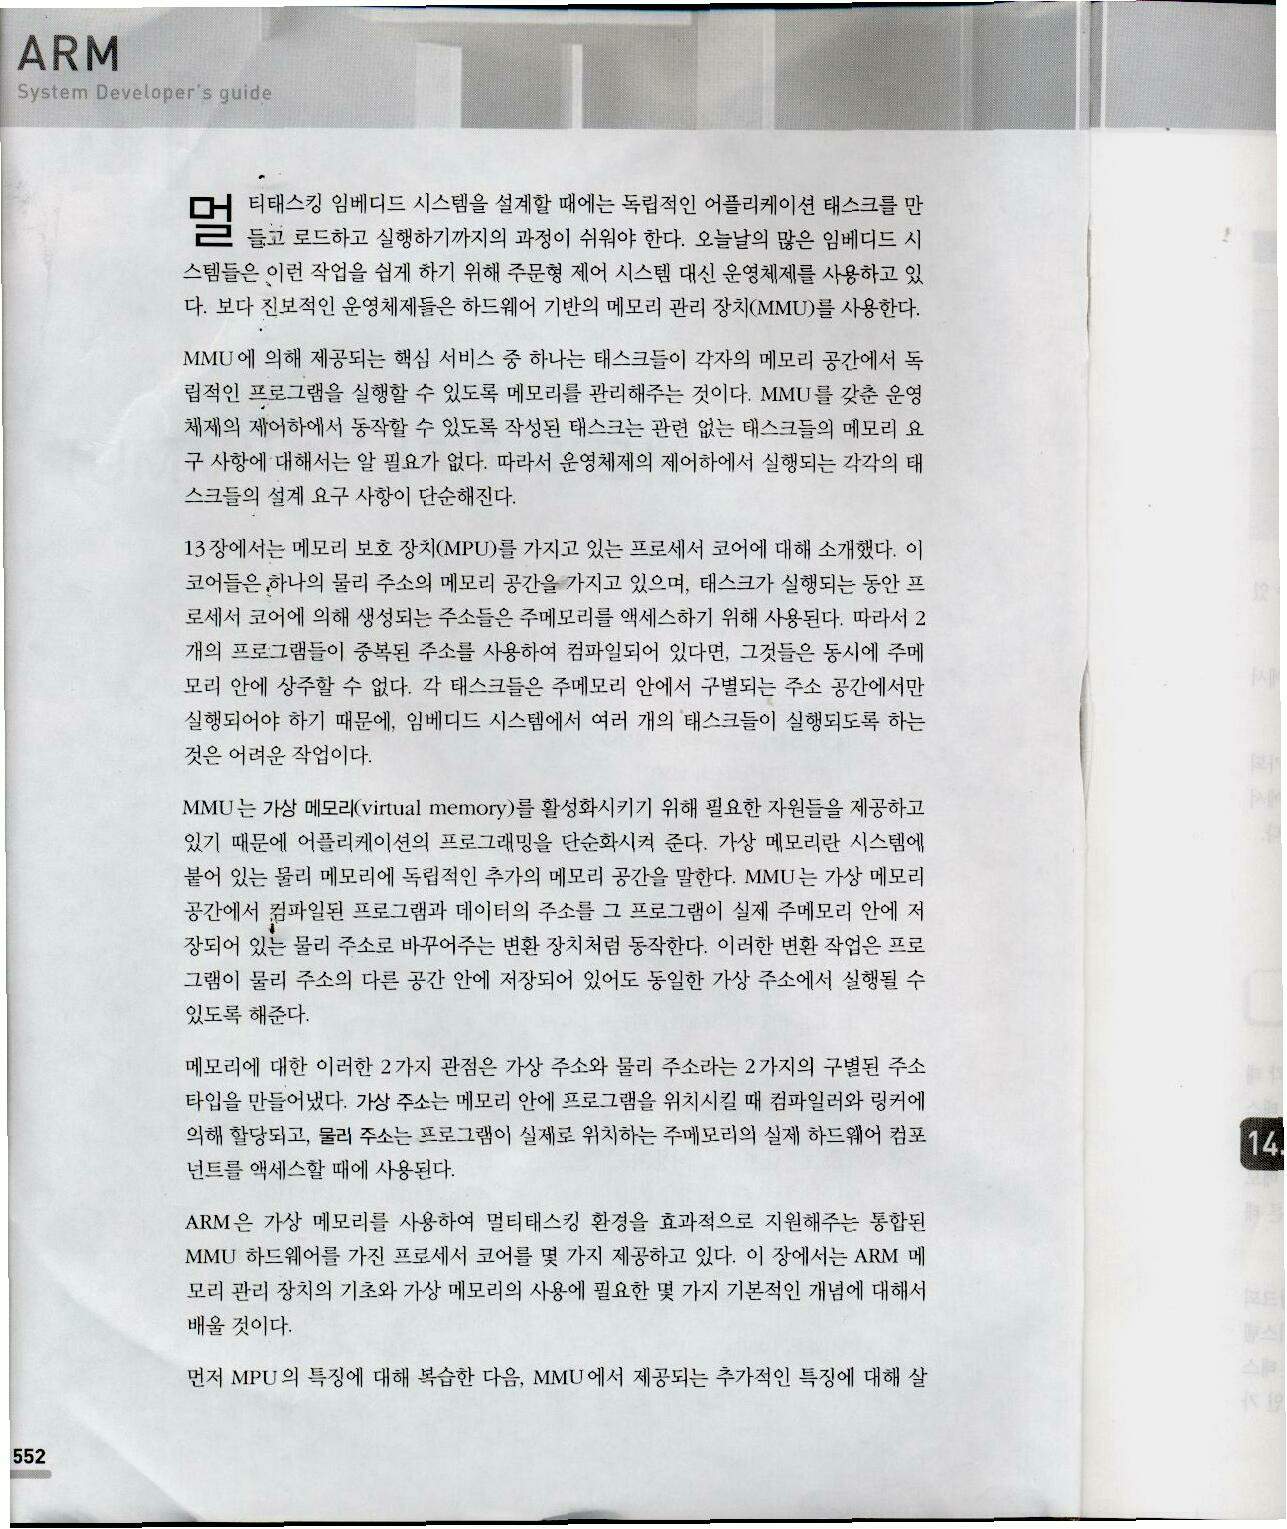 ARM
System Developer's guide
멀티태스킹 임베디드 시스템을 설계할 때에는 독립적인 어플리케이션 태스크를 만
들고 로드하고 실행하기까지의 과정이 쉬워야 한다. 오늘날의 많은 임베디드 시
스템들은 이런 작업을 쉽게 하기 위해 주문형 제어 시스템 대신 운영체제를 사용하고 있
다. 보다 진보적인 운영체제들은 하드웨어 기반의 메모리 관리 장치(MMU)를 사용한다.
MMU에 의해 제공되는 핵심 서비스 중 하나는 태스크들이 각자의 메모리 공간에서 독
립적인 프로그램을 실행할 수 있도록 메모리를 관리해주는 것이다. MMU를 갖춘 운영
체제의 제어하에서 동작할 수 있도록 작성된 태스크는 관련 없는 태스크들의 메모리 요
구 사항에 대해서는 알 필요가 없다. 따라서 운영체제의 제어하에서 실행되는 각각의 태
스크들의 설계 요구 사항이 단순해진다.
13장에서는 메모리 보호 장치(MPU)를 가지고 있는 프로세서 코어에 대해 소개했다. 이
코어들은 하나의 물리 주소의 메모리 공간을 가지고 있으며, 태스크가 실행되는 동안 프
로세서 코어에 의해 생성되는 주소들은 주메모리를 액세스하기 위해 사용된다. 따라서 2
개의 프로그램들이 중복된 주소를 사용하여 컴파일되어 있다면, 그것들은 동시에 주메
모리 안에 상주할 수 없다. 각 태스크들은 주메모리 안에서 구별되는 주소 공간에서만
실행되어야 하기 때문에, 임베디드 시스템에서 여러 개의 태스크들이 실행되도록 하는
것은 어려운 작업이다.
MMU는 가상 메모리(virtual memory)를 활성화시키기 위해 필요한 자원들을 제공하고
있기 때문에 어플리케이션의 프로그래밍을 단순화시켜 준다. 가상 메모리란 시스템에
붙어 있는 물리 메모리에 독립적인 추가의 메모리 공간을 말한다. MMU는 가상 메모리
공간에서 컴파일된 프로그램과 데이터의 주소를 그 프로그램이 실제 주메모리 안에 저
장되어 있는 물리 주소로 바꾸어주는 변환 장치처럼 동작한다. 이러한 변환 작업은 프로
그램이 물리 주소의 다른 공간 안에 저장되어 있어도 동일한 가상 주소에서 실행될 수
있도록 해준다.
메모리에 대한 이러한 2가지 관점은 가상 주소와 물리 주소라는 2가지의 구별된 주소
타입을 만들어냈다. 가상 주소는 메모리 안에 프로그램을 위치시킬 때 컴파일러와 링커에
의해 할당되고, 물리 주소는 프로그램이 실제로 위치하는 주메모리의 실제 하드웨어 컴포
넌트를 액세스할 때에 사용된다.
ARM은 가상 메모리를 사용하여 멀티태스킹 환경을 효과적으로 지원해주는 통합된
MMU 하드웨어를 가진 프로세서 코어를 몇 가지 제공하고 있다. 이 장에서는 ARM 메
모리 관리 장치의 기초와 가상 메모리의 사용에 필요한 몇 가지 기본적인 개념에 대해서
배울 것이다.
먼저 MPU의 특징에 대해 복습한 다음, MMU에서 제공되는 추가적인 특징에 대해 살
552
14.